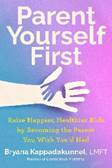 Parent
Yourself
First
Raise Happier, Healthier Kids
by Becoming the Parent
You Wish You'd Had
Bryana Kappadakunnel, LMFT